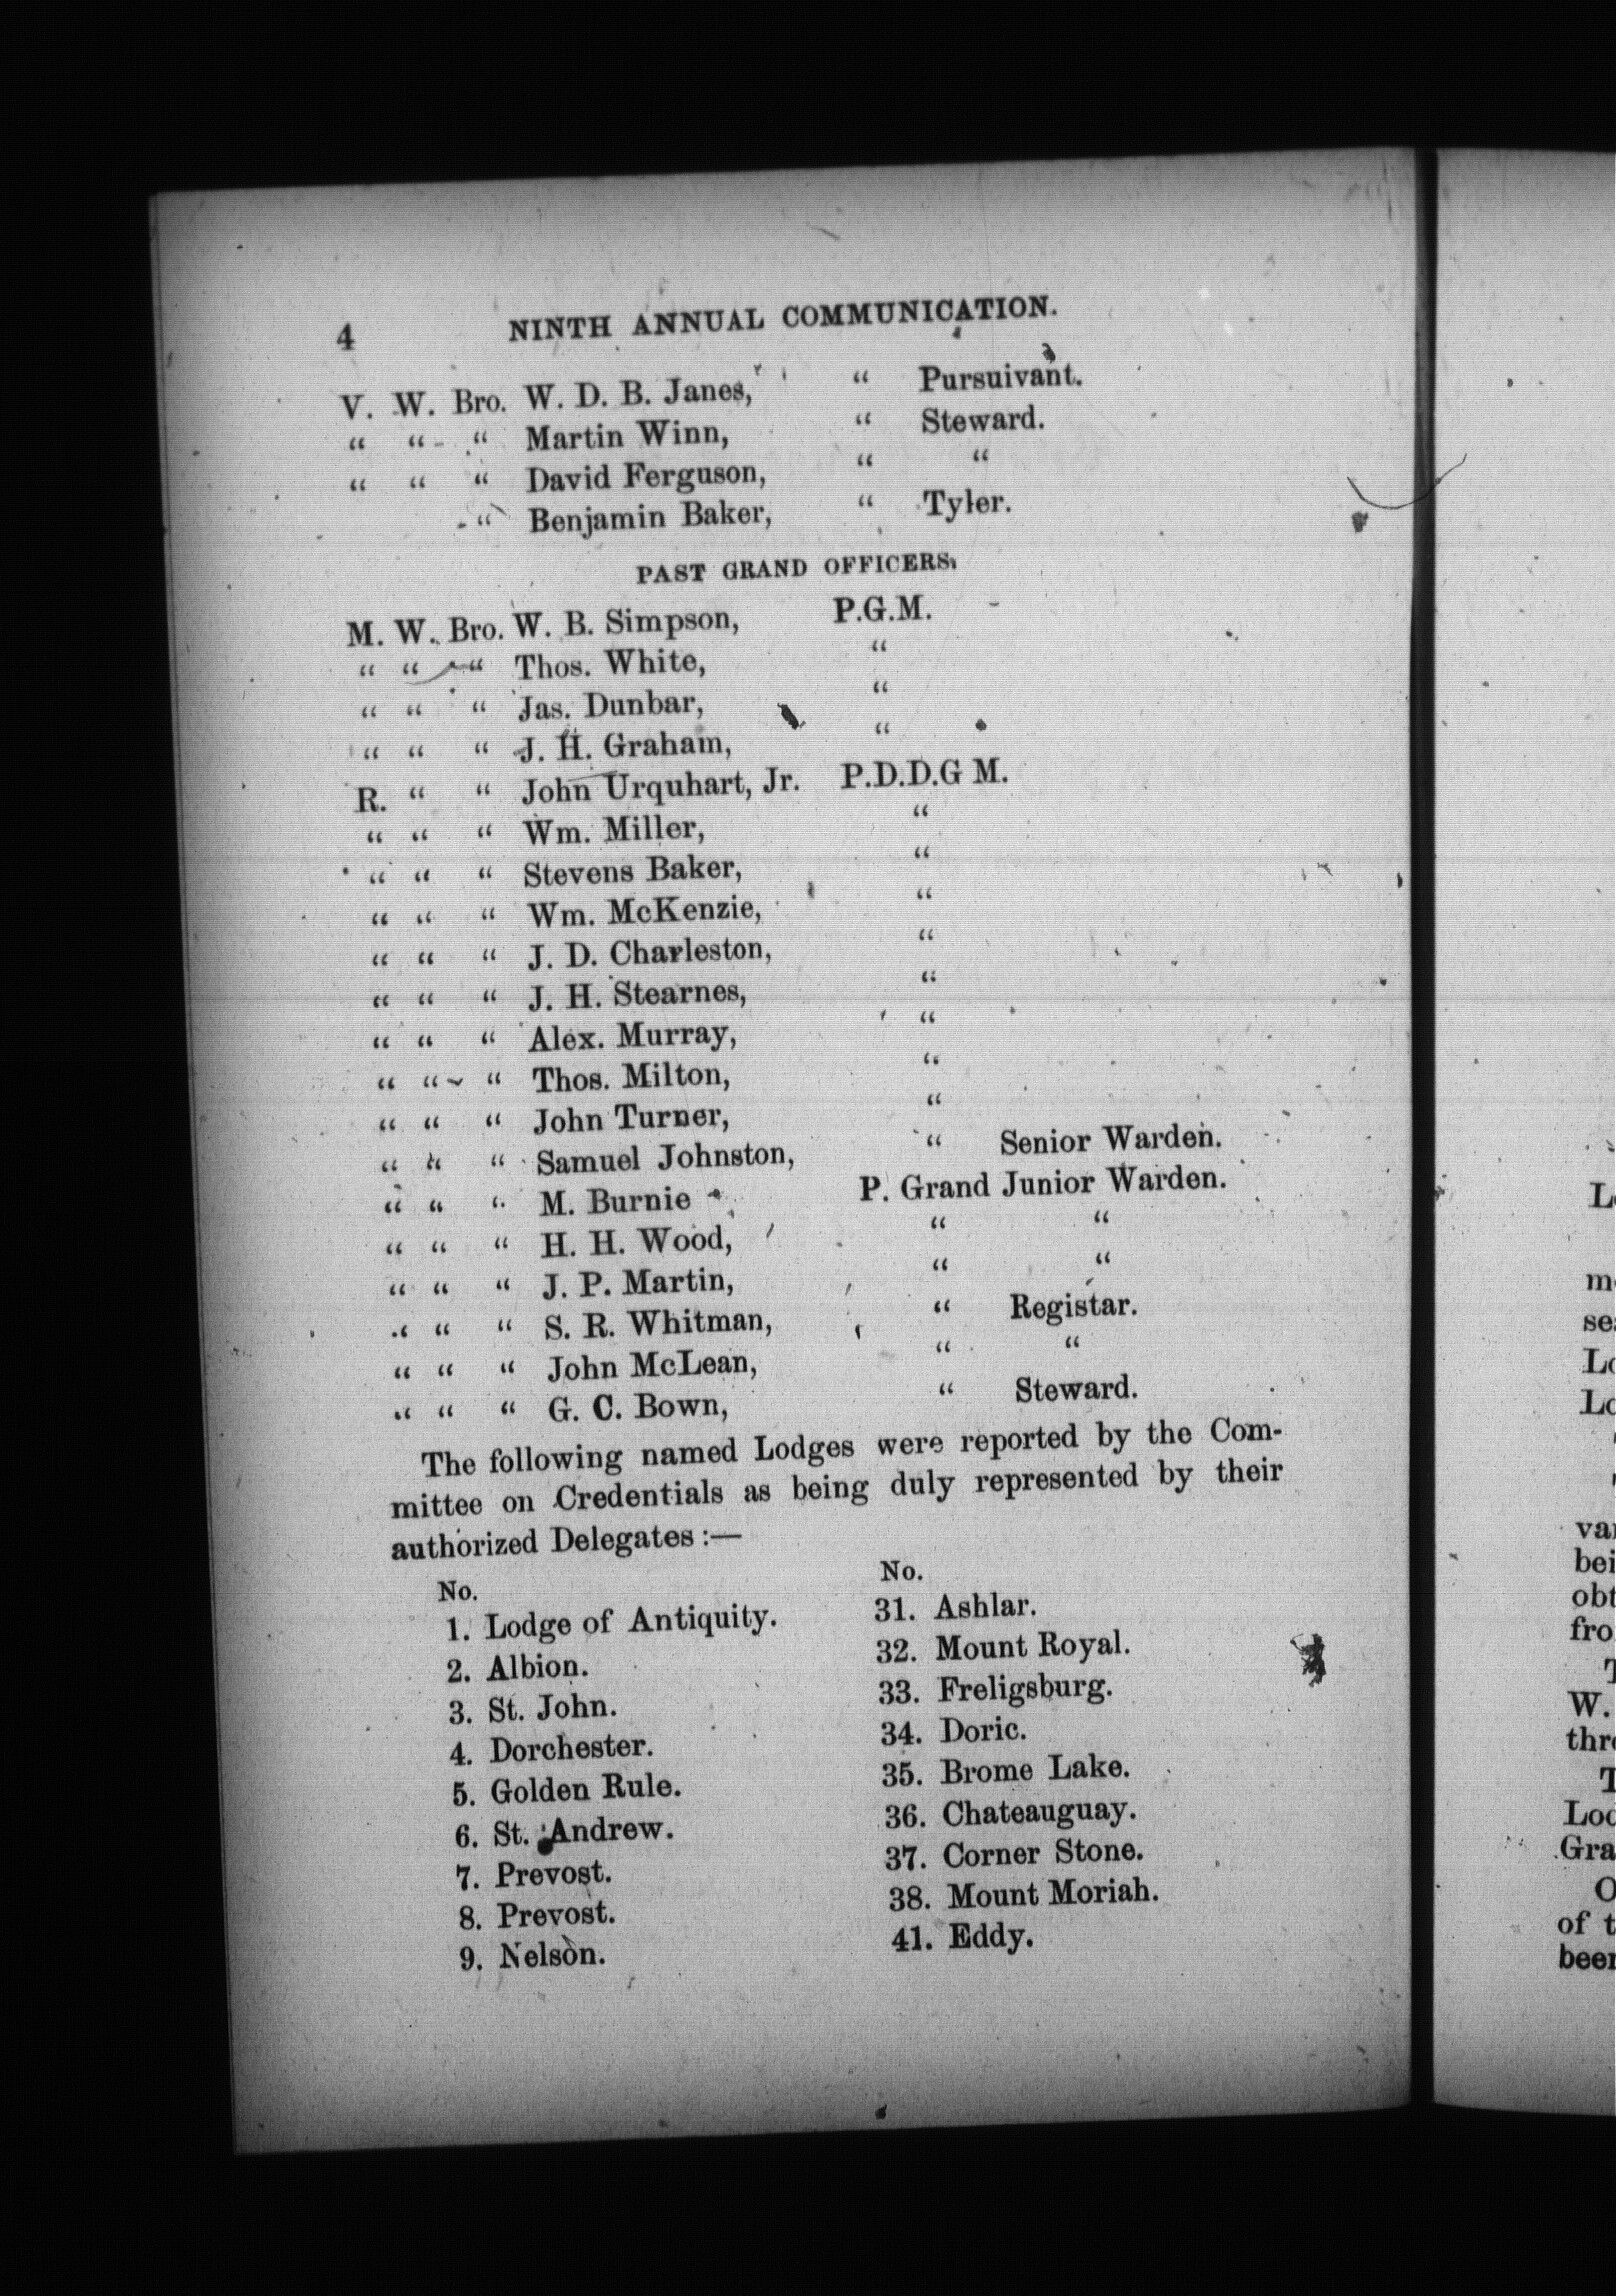 4 NINTH ANNUAL COMMUNICATION.
V. W. Bro. W. D. B. Janes, “ Pursuivant.
“ “ “ Martin Winn, “ Steward.
“ “ “ David Ferguson, “ “
“ Benjamin Baker, “ Tyler.
PAST GRAND OFFICERS.
M. W. Bro. W. B. Simpson, P.G.M.
“ “ “ Thos. White, “
“ “ “ Jas. Dunbar, “
“ “ “ J. H. Graham, “
R. “ “ John Urquhart, Jr. P.D.D.G M.
“ “ “ Wm. Miller, “
“ “ “ Stevens Baker, “
“ “ “ Wm. McKenzie, “
“ “ “ J. D. Charleston, “
“ “ “ J. H. Stearnes, “
“ “ “ Alex. Murray, “
“ “ “ Thos. Milton, “
“ “ “ John Turner, “
“ “ “ Samuel Johnston, “ Senior Warden.
“ “ “ M. Burnie P. Grand Junior Warden.
“ “ “ H. H. Wood, “ “
“ “ “ J. P. Martin, “ “
“ “ “ S. R. Whitman, “ Registar.
“ “ “ John McLean, “ “
“ “ “ G. C. Bown, “ Steward.
The following named Lodges were reported by the Com-
mittee on Credentials as being duly represented by their
authorized Delegates :—
No.
1. Lodge of Antiquity.
2. Albion.
3. St. John.
4. Dorchester.
5. Golden Rule.
6. St. Andrew.
7. Prevost.
8. Prevost.
9. Nelson.
No.
31. Ashlar.
32. Mount Royal.
33. Freligsburg.
34. Doric.
35. Brome Lake.
36. Chateauguay.
37. Corner Stone.
38. Mount Moriah.
41. Eddy.